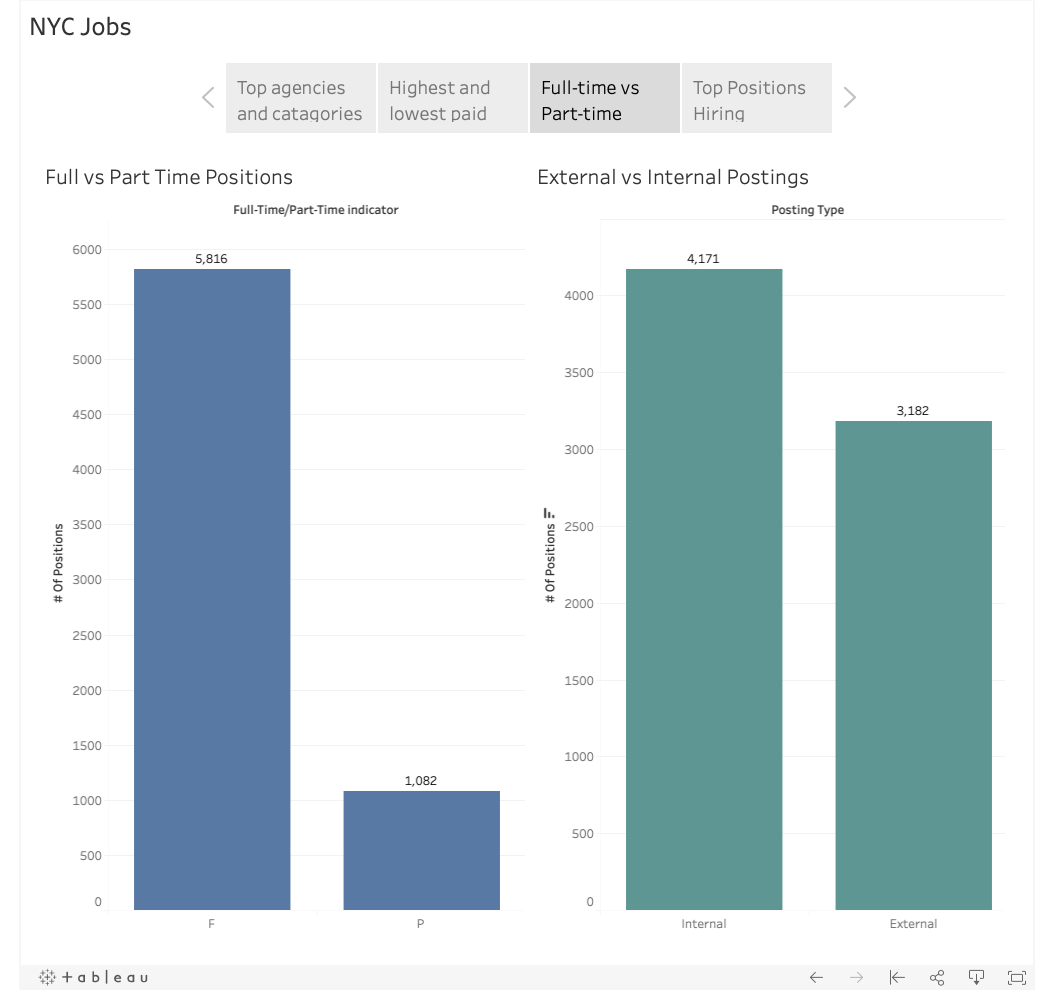 NYC Jobs
Top agencies
and catagories
Highest and
lowest paid
Full-time vs
Part-time
Top Positions
Hiring
Full vs Part Time Positions
Full-Time/Part-Time indicator
# Of Positions
6000
5500
5000
4500
4000
3500
3000
2500
2000
1500
1000
500
0
5,816
1,082
F
P
External vs Internal Postings
Posting Type
# Of Positions
4000
3500
3000
2500
2000
1500
1000
500
0
4,171
3,182
Internal
External
+ a b l e a u